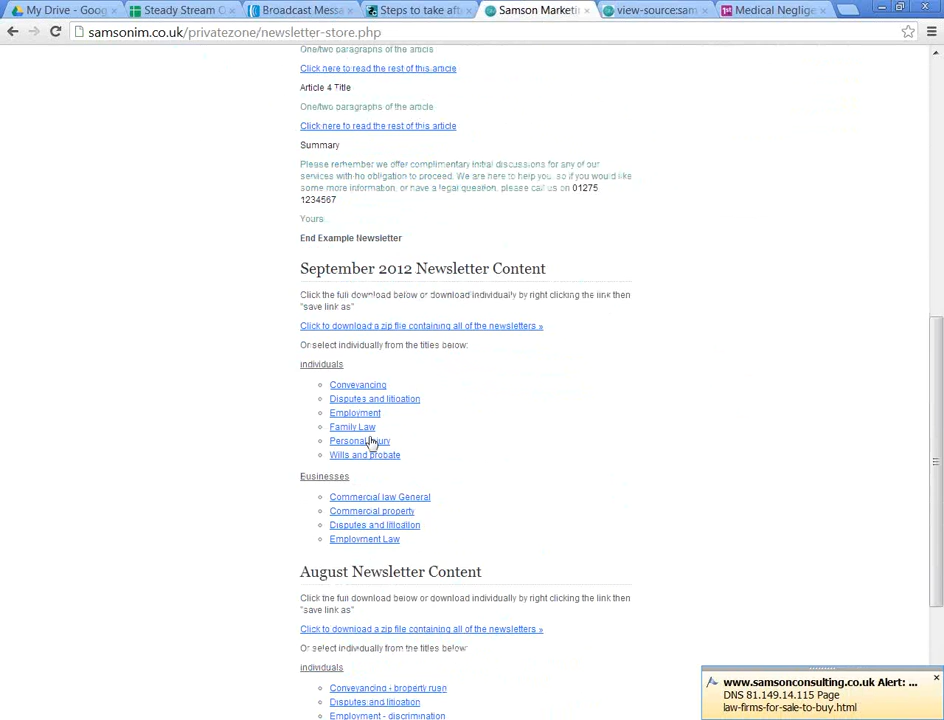 My Drive - Goog
Steady Stream O
Broadcast Messa
Steps to take aft
Samson Marketi
view-source:sam
Medical Neglige
samsonim.co.uk/privatezone/newsletter-store.php
One/two paragraphs of the article
Click here to read the rest of this article
Article 4 Title
One/two paragraphs of the article
Click here to read the rest of this article
Summary
Please remember we offer complimentary initial discussions for any of our
services with no obligation to proceed. We are here to help you, so if you would like
some more information, or have a legal question, please call us on 01275
1234567
Yours
End Example Newsletter
September 2012 Newsletter Content
Click the full download below or download individually by right clicking the link then
"save link as"
Click to download a zip file containing all of the newsletters »
Or select individually from the titles below:
Individuals
Conveyancing
Disputes and litigation
Employment
Family Law
Personal Injury
Wills and probate
Businesses
Commercial law General
Commercial property
Disputes and litigation
Employment Law
August Newsletter Content
Click the full download below or download individually by right clicking the link then
"save link as"
Click to download a zip file containing all of the newsletters »
Or select individually from the titles below:
Individuals
Conveyancing - property rush
Disputes and litigation
Employment - discrimination
www.samsonconsulting.co.uk Alert: ...
DNS 81.149.14.115 Page
law-firms-for-sale-to-buy.html